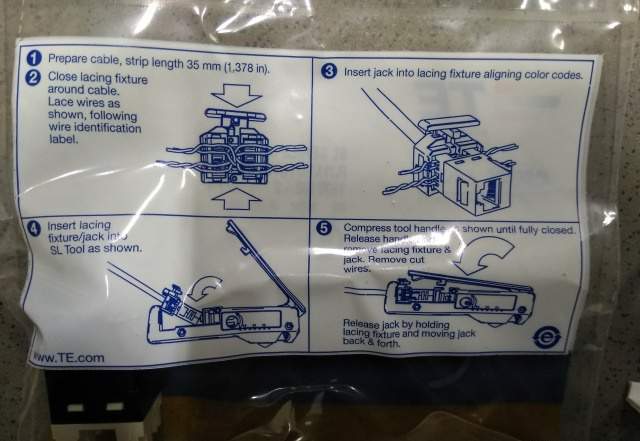 1 Prepare cable, strip length 35 mm (1,378 in).
2 Close lacing fixture
around cable.
Lace wires as
shown, following
wire identification
label.
3 Insert jack into lacing fixture aligning color codes.
4 Insert lacing
fixture/jack into
SL Tool as shown.
5 Compress tool handle shown until fully closed.
Release handle
remove lacing fixture &
jack. Remove cut
wires.
Release jack by holding
lacing fixture and moving jack
back & forth.
www.TE.com